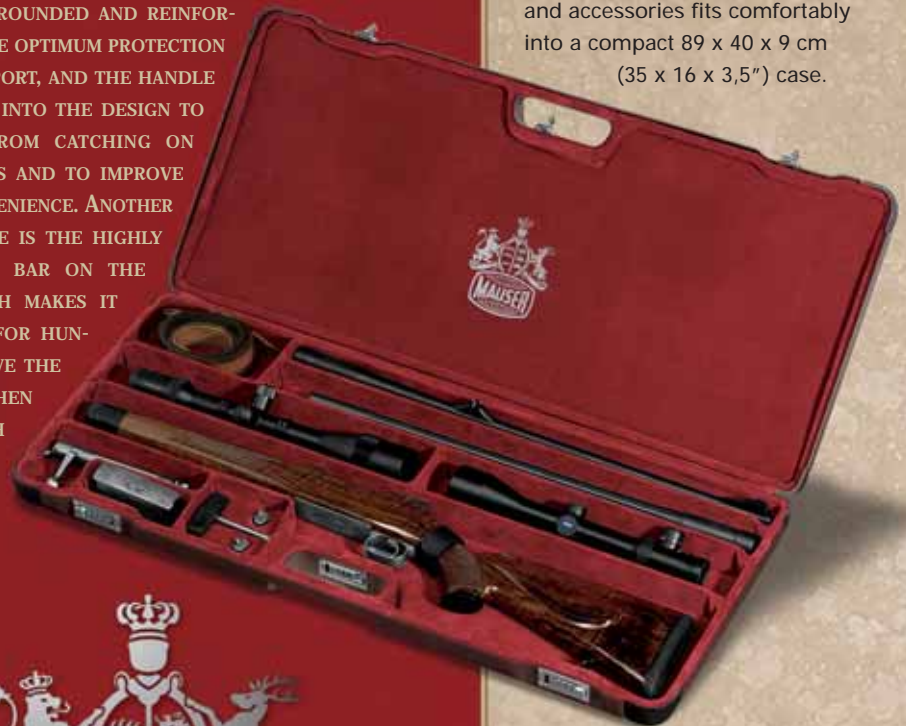 ROUNDED AND REINFOR-
E OPTIMUM PROTECTION
PORT, AND THE HANDLE
INTO THE DESIGN TO
ROM CATCHING ON
S AND TO IMPROVE
ENIENCE. ANOTHER
E IS THE HIGHLY
BAR ON THE
H MAKES IT
FOR HUN-
VE THE
HEN
and accessories fits comfortably
into a compact 89 x 40 x 9 cm
(35 x 16 x 3,5") case.
MAUSER